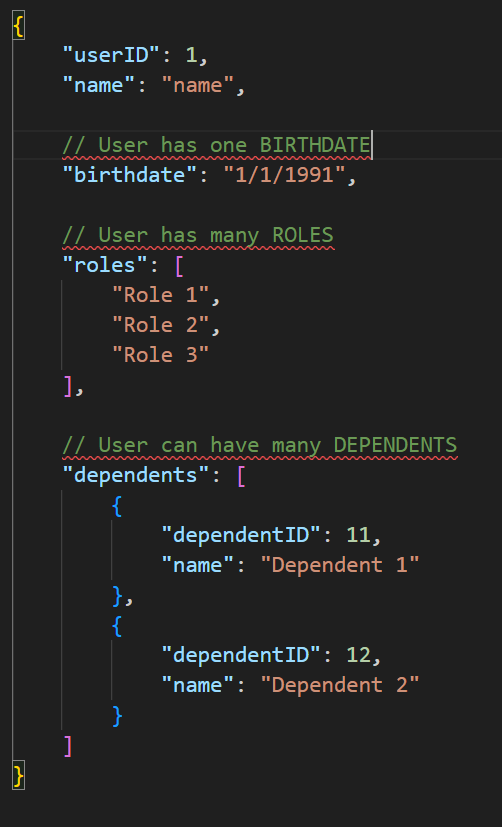 {
    "userID": 1,
    "name": "name",

    // User has one BIRTHDATE
    "birthdate": "1/1/1991",

    // User has many ROLES
    "roles": [
        "Role 1",
        "Role 2",
        "Role 3"
    ],

    // User can have many DEPENDENTS
    "dependents": [
        {
            "dependentID": 11,
            "name": "Dependent 1"
        },
        {
            "dependentID": 12,
            "name": "Dependent 2"
        }
    ]
}